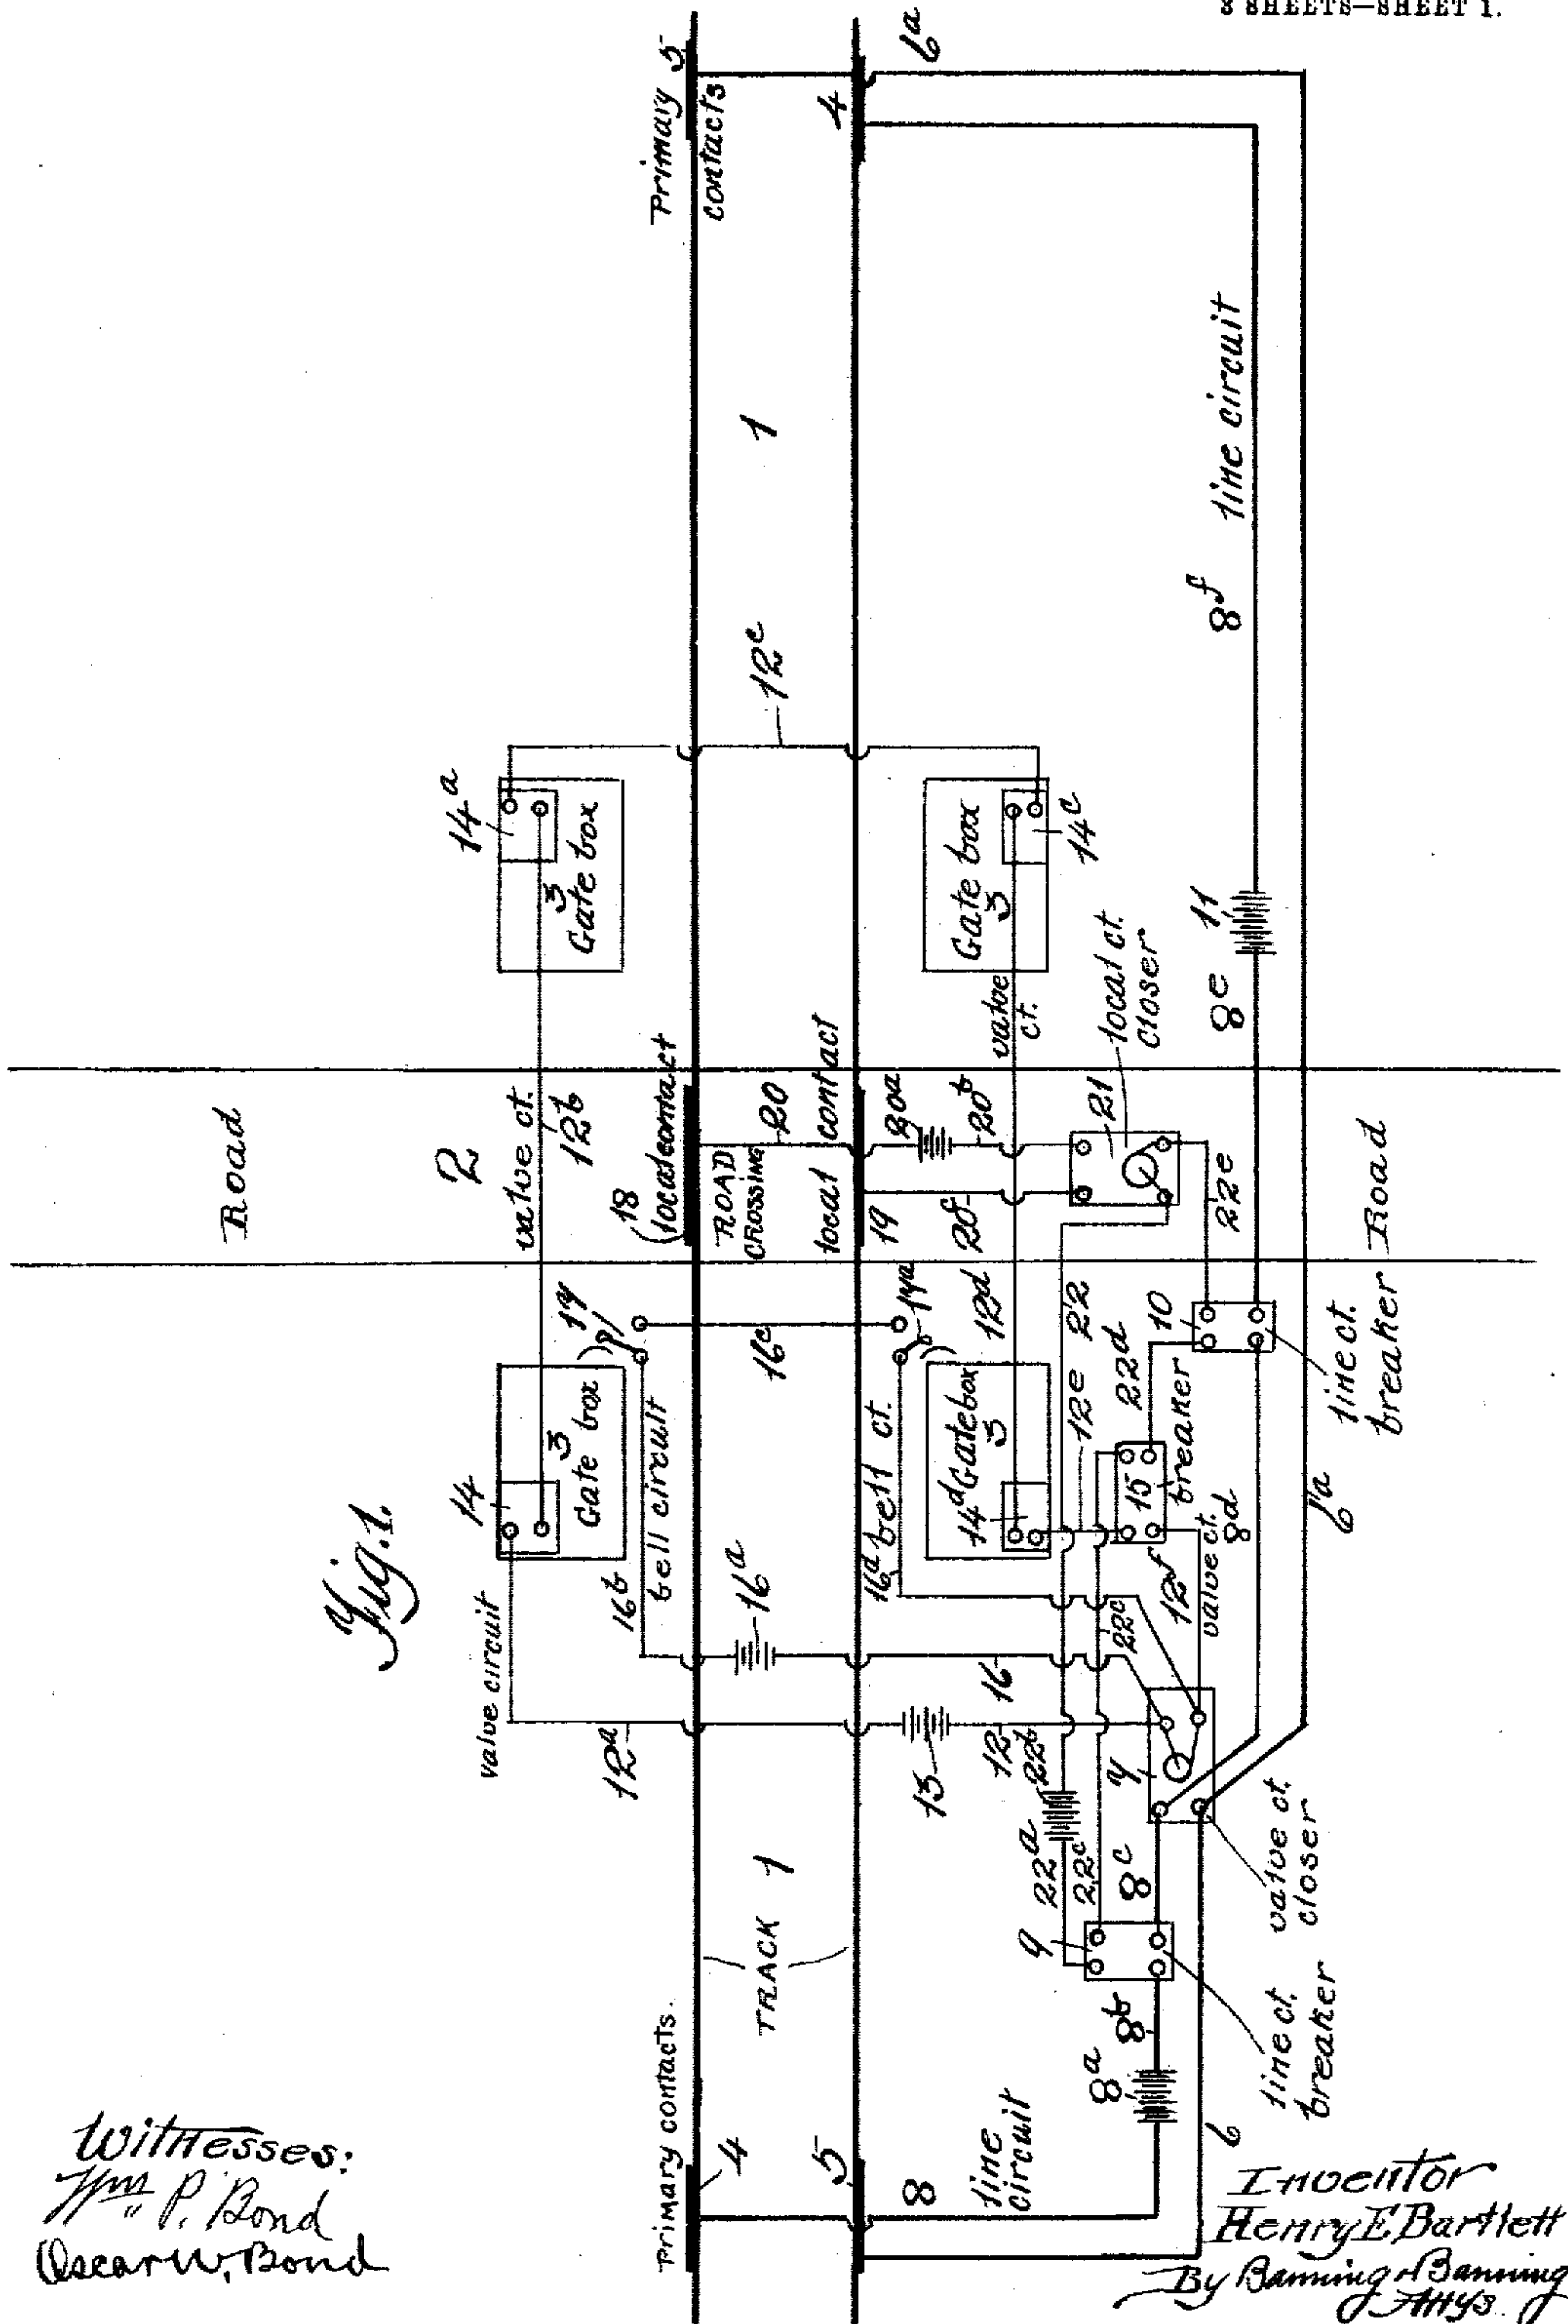 3 SHEETS—SHEET 1.
Fig. 1.
Road
2
valve ct.
12b
valve circuit
12a
14
3
Gate box
14a
3
Gate box
16b
bell circuit
16a
17
16c
18
local contact
ROAD
CROSSING
20
local contact
19
12c
Primary contacts.
4
5
TRACK 1
1
Primary 5
contacts
4
6a
8
line
circuit
8a
8b
9
22a
22c
8c
line ct.
breaker
6
13
12
22b
7
valve ct.
closer
16
22c
16d
bell ct.
17a
14d
Gate box
3
12d
12e
22
12f
valve ct.
15
breaker
22d
8d
10
line ct.
breaker
6a
20a
20b
20f
21
local ct.
closer
22e
Road
valve
ct.
Gate box
3
14c
8e
11
8f
line circuit
Witnesses:
Wm. P. Bond
Oscar W. Bond
Inventor
Henry E Bartlett
By Banning & Banning
Attys.